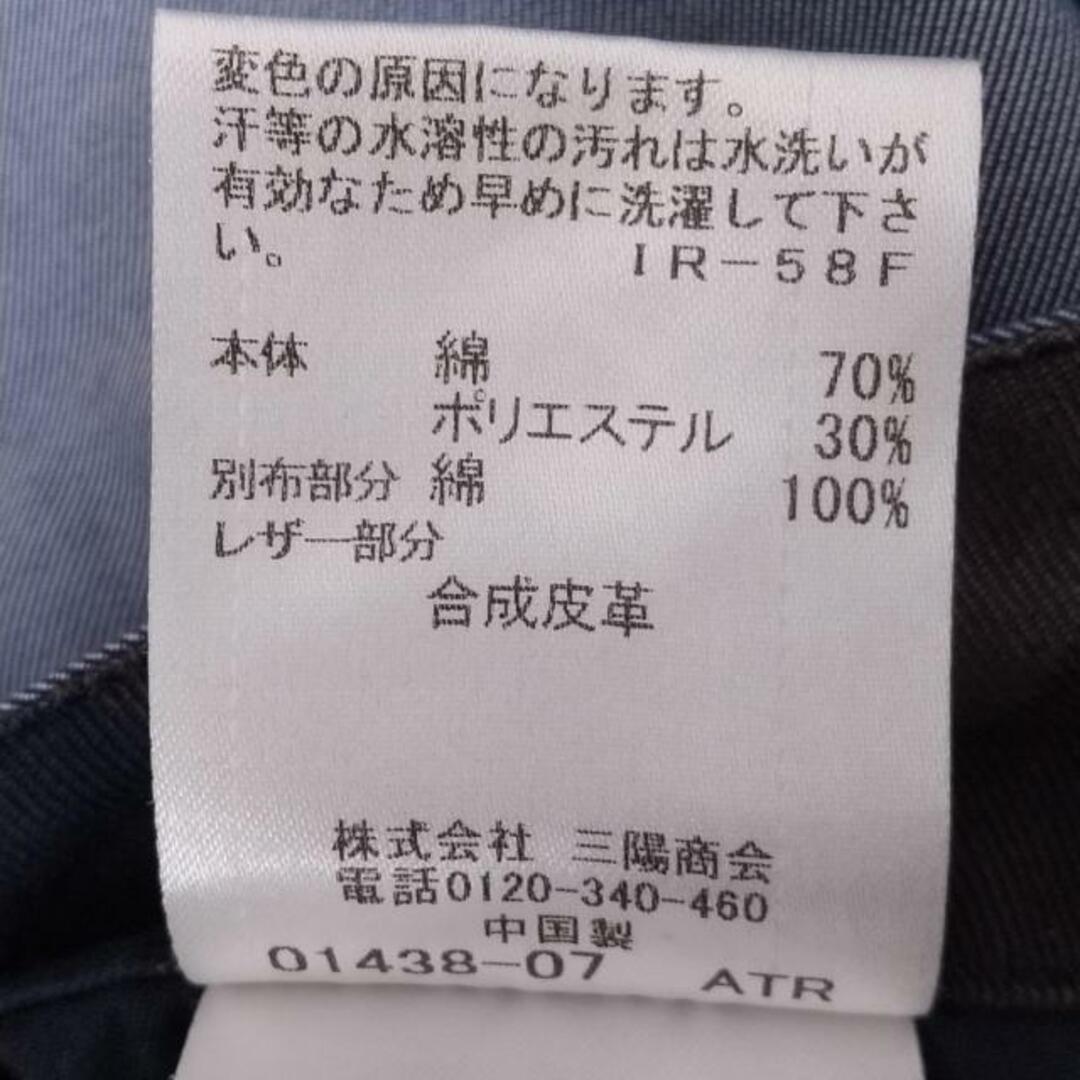 変色の原因になります。
汗等の水溶性の汚れは水洗いが
有効なため早めに洗濯して下さ
い。 IR-58F
本体 綿 70%
ポリエステル 30%
別布部分 綿 100%
レザー部分
合成皮革
株式会社 三陽商会
電話0120-340-460
中国製
01438-07 ATR